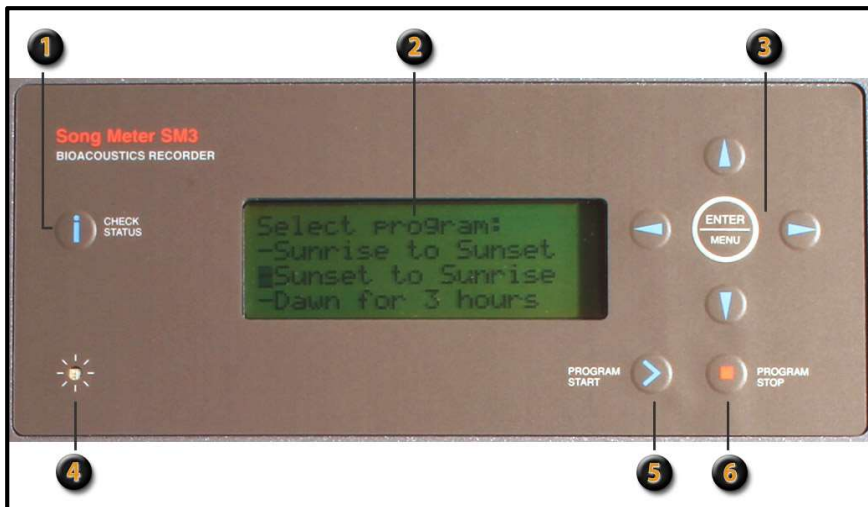 1
2
3
Song Meter SM3
BIOACOUSTICS RECORDER
i CHECK
STATUS
Select program:
-Sunrise to Sunset
Sunset to Sunrise
-Dawn for 3 hours
ENTER
MENU
PROGRAM
START
PROGRAM
STOP
4
5
6